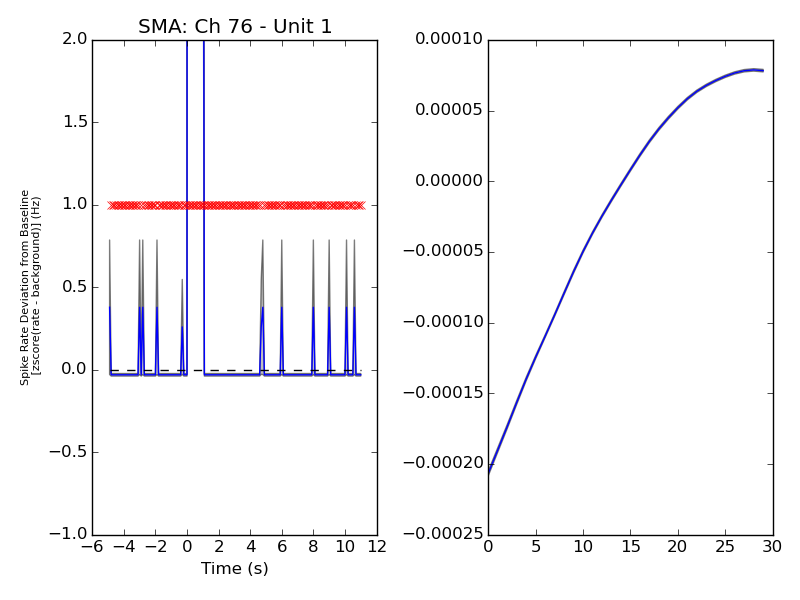 SMA: Ch 76 - Unit 1
2.0
1.5
1.0
0.5
0.0
−0.5
−1.0
−6 −4 −2 0 2 4 6 8 10 12
Time (s)
Spike Rate Deviation from Baseline
[zscore(rate - background)] (Hz)
0.00010
0.00005
0.00000
−0.00005
−0.00010
−0.00015
−0.00020
−0.00025
0 5 10 15 20 25 30